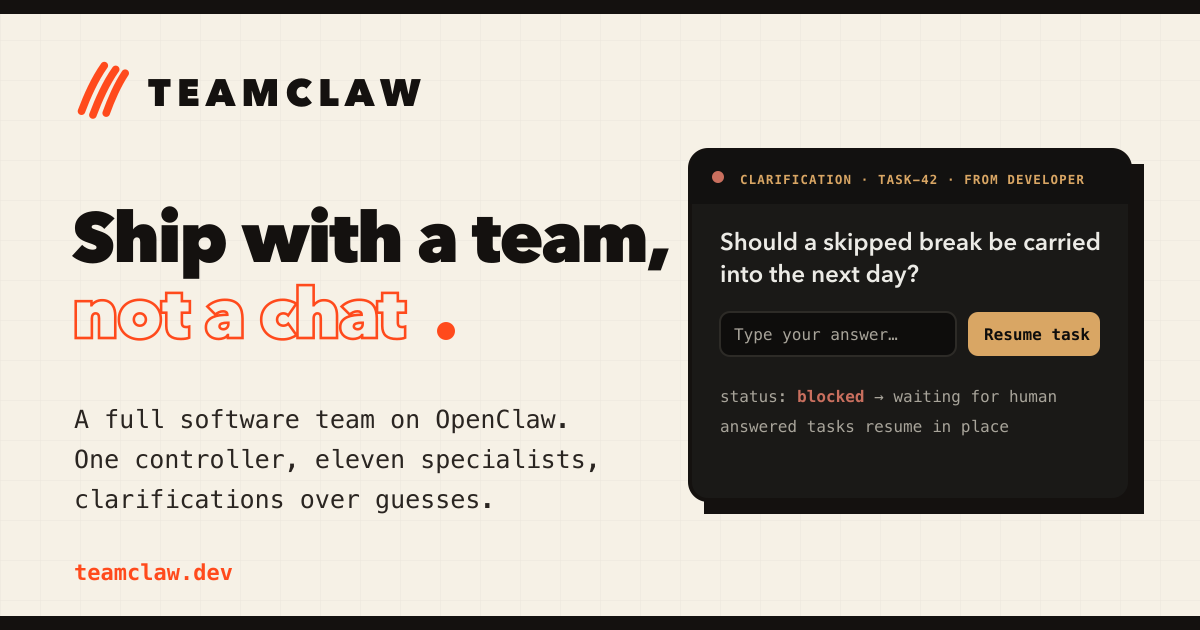 TEAMCLAW
Ship with a team,
not a chat .
A full software team on OpenClaw.
One controller, eleven specialists,
clarifications over guesses.
teamclaw.dev
CLARIFICATION · TASK–42 · FROM DEVELOPER
Should a skipped break be carried
into the next day?
Type your answer…
Resume task
status: blocked → waiting for human
answered tasks resume in place